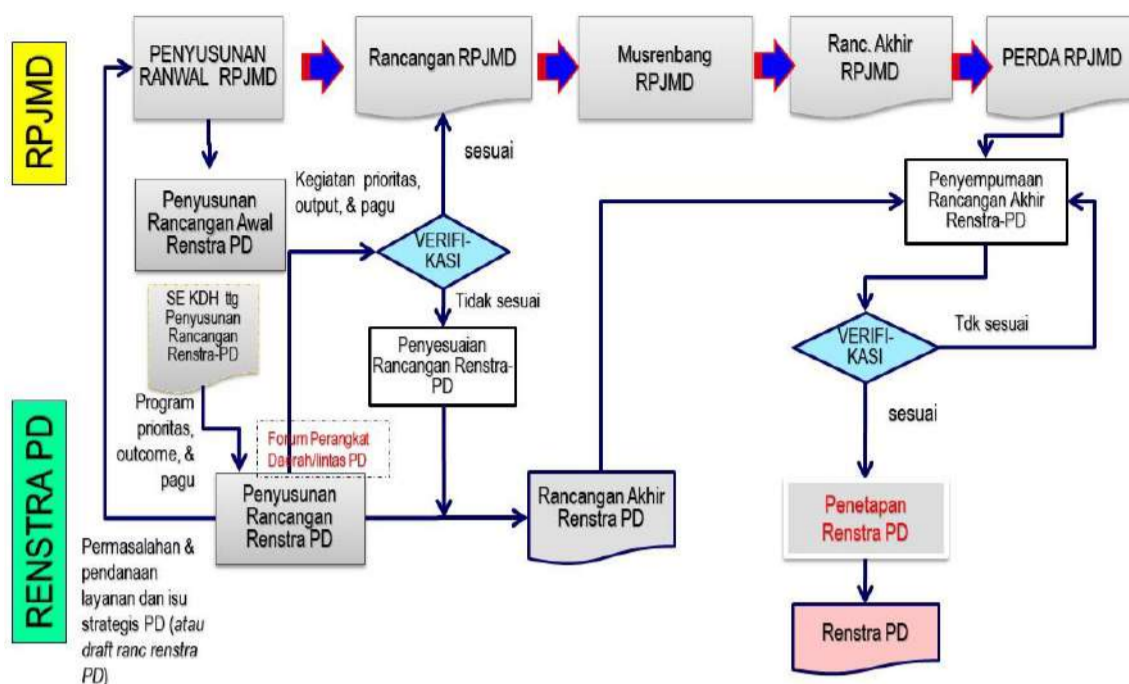 RPJMD
PENYUSUNAN
RANWAL RPJMD
Rancangan RPJMD
Musrenbang
RPJMD
Ranc. Akhir
RPJMD
PERDA RPJMD
sesuai
Kegiatan prioritas,
output, & pagu
Penyusunan
Rancangan Awal
Renstra PD
VERIFI-
KASI
Tidak sesuai
Penyempurnaan
Rancangan Akhir
Renstra-PD
SE KDH ttg
Penyusunan
Rancangan
Renstra-PD
Penyesuaian
Rancangan Renstra-
PD
VERIFI-
KASI
Tdk sesuai
sesuai
RENSTRA PD
Program
prioritas,
outcome, &
pagu
Forum Perangkat
Daerah/lintas PD
Penyusunan
Rancangan
Renstra PD
Rancangan Akhir
Renstra PD
Penetapan
Renstra PD
Permasalahan &
pendanaan
layanan dan isu
strategis PD (atau
draft ranc renstra
PD)
Renstra PD